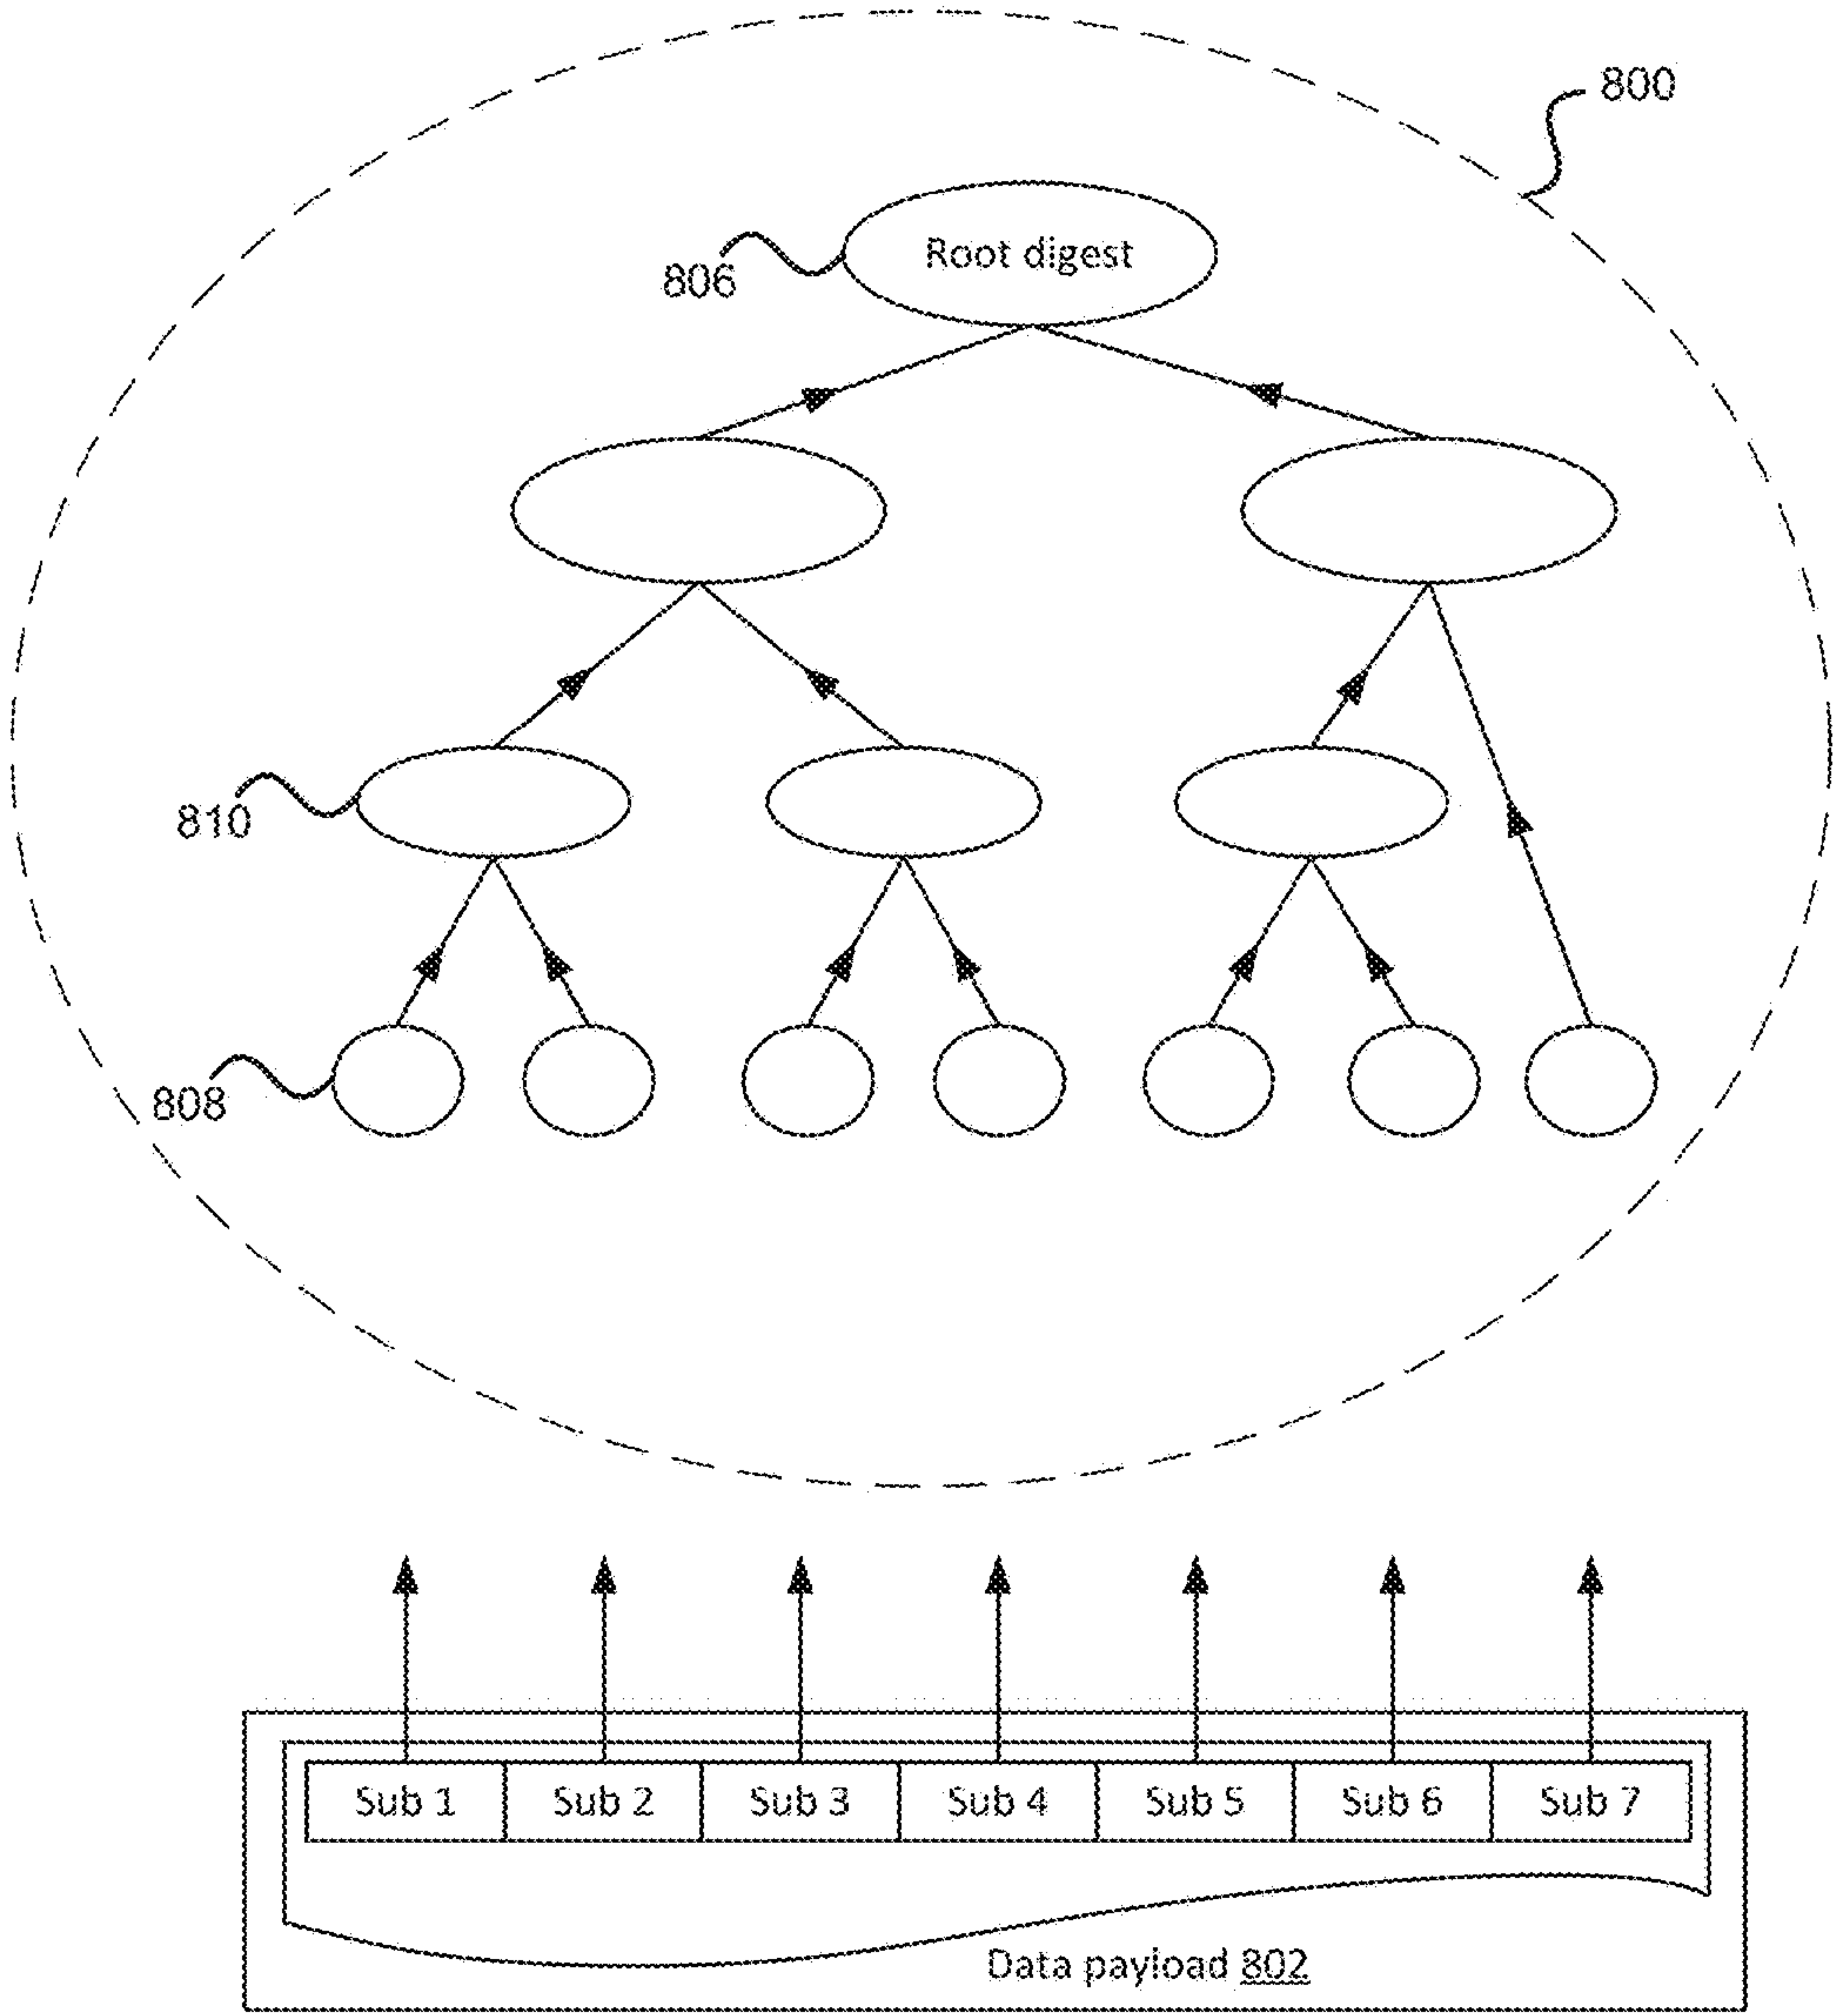 800
Root digest
806
810
808
Sub 1 Sub 2 Sub 3 Sub 4 Sub 5 Sub 6 Sub 7
Data payload 802